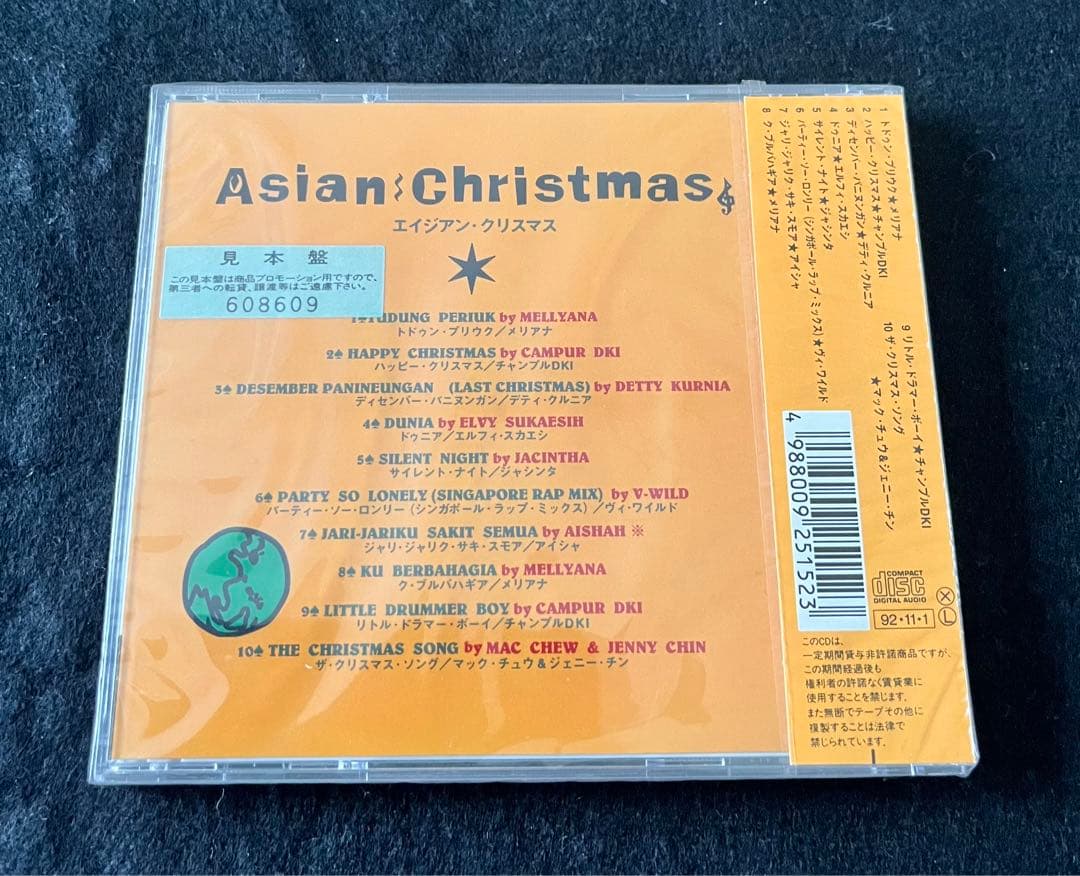 Asian Christmas
エイジアン・クリスマス
見本盤
この見本盤は商品プロモーション用ですので、
第三者への転貸、譲渡等はご遠慮下さい。
608609
1♠TUDUNG PERIUK by MELLYANA
トドゥン・プリウク／メリアナ
2♠ HAPPY CHRISTMAS by CAMPUR DKI
ハッピー・クリスマス／チャンプルDKI
3♠ DESEMBER PANINEUNGAN (LAST CHRISTMAS) by DETTY KURNIA
ディセンバー・パニヌンガン／デティ・クルニア
4♠ DUNIA by ELVY SUKAESIH
ドゥニア／エルフィ・スカエシ
5♠ SILENT NIGHT by JACINTHA
サイレント・ナイト／ジャシンタ
6♠ PARTY SO LONELY (SINGAPORE RAP MIX) by V-WILD
パーティー・ソー・ロンリー（シンガポール・ラップ・ミックス）／ヴィ・ワイルド
7♠ JARI-JARIKU SAKIT SEMUA by AISHAH ※
ジャリ・ジャリク・サキ・スモア／アイシャ
8♠ KU BERBAHAGIA by MELLYANA
ク・ブルバハギア／メリアナ
9♠ LITTLE DRUMMER BOY by CAMPUR DKI
リトル・ドラマー・ボーイ／チャンプルDKI
10♠ THE CHRISTMAS SONG by MAC CHEW & JENNY CHIN
ザ・クリスマス・ソング／マック・チュウ＆ジェニー・チン
1 トドゥン・プリウク★メリアナ
2 ハッピー・クリスマス★チャンプルDKI
3 ディセンバー・パニヌンガン★デティ・クルニア
4 ドゥニア★エルフィ・スカエシ
5 サイレント・ナイト★ジャシンタ
6 パーティー・ソー・ロンリー（シンガポール・ラップ・ミックス）★ヴィ・ワイルド
7 ジャリ・ジャリク・サキ・スモア★アイシャ
8 ク・ブルバハギア★メリアナ
9 リトル・ドラマー・ボーイ★チャンプルDKI
10 ザ・クリスマス・ソング
★マック・チュウ&ジェニー・チン
4 988009 251523
COMPACT
disc
DIGITAL AUDIO
X
L
92・11・1
このCDは、
一定期間貸与非許諾商品ですが、
この期間経過後も
権利者の許諾なく賃貸業に
使用することを禁じます。
また無断でテープその他に
複製することは法律で
禁じられています。